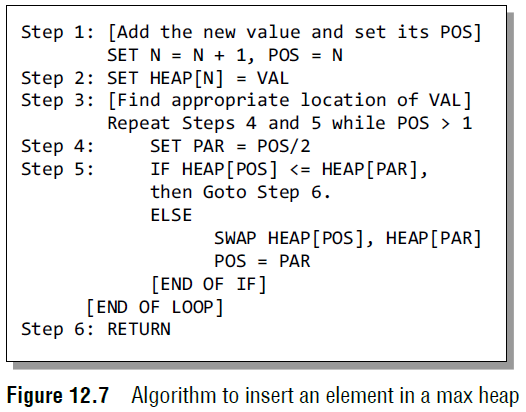 Step 1: [Add the new value and set its POS]
SET N = N + 1, POS = N
Step 2: SET HEAP[N] = VAL
Step 3: [Find appropriate location of VAL]
Repeat Steps 4 and 5 while POS > 1
Step 4: SET PAR = POS/2
Step 5: IF HEAP[POS] <= HEAP[PAR],
then Goto Step 6.
ELSE
SWAP HEAP[POS], HEAP[PAR]
POS = PAR
[END OF IF]
[END OF LOOP]
Step 6: RETURN
Figure 12.7 Algorithm to insert an element in a max heap